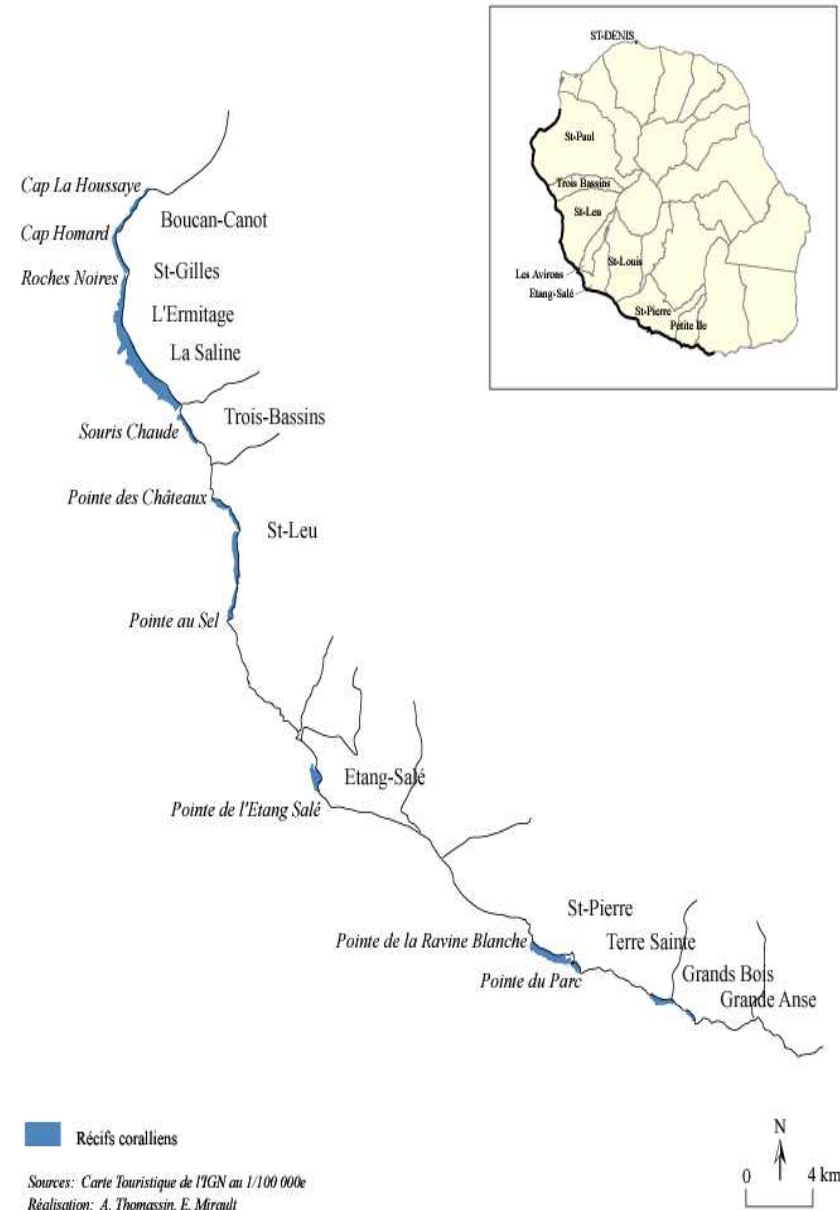 ST-DENIS
St-Paul
Trois Bassins
St-Leu
St-Louis
Les Avirons
Etang-Salé
St-Pierre
Petite Ile
Cap La Houssaye
Boucan-Canot
Cap Homard
St-Gilles
Roches Noires
L'Ermitage
La Saline
Trois-Bassins
Souris Chaude
Pointe des Châteaux
St-Leu
Pointe au Sel
Etang-Salé
Pointe de l'Etang Salé
St-Pierre
Pointe de la Ravine Blanche
Terre Sainte
Pointe du Parc
Grands Bois
Grande Anse
Récifs coralliens
N
0 4 km
Sources: Carte Touristique de l'IGN au 1/100 000e
Réalisation: A. Thomassin, E. Mirault